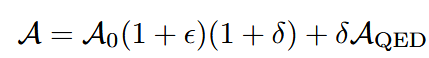 𝒜 = 𝒜₀(1 + ϵ)(1 + δ) + δ𝒜_QED